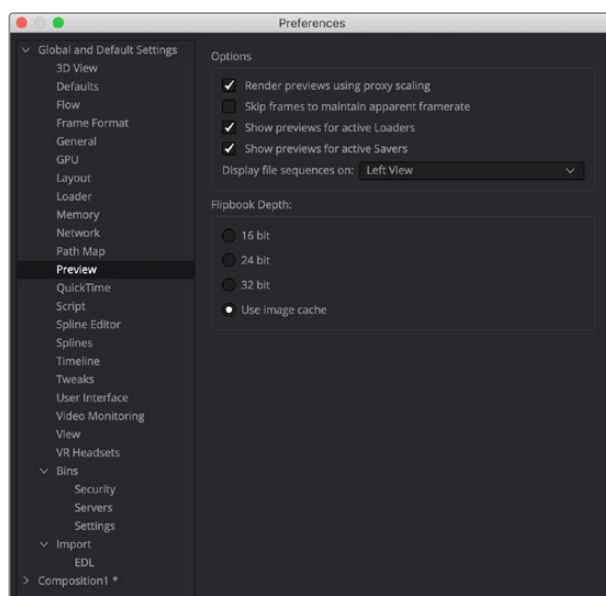 Preferences
Global and Default Settings
3D View
Defaults
Flow
Frame Format
General
GPU
Layout
Loader
Memory
Network
Path Map
Preview
QuickTime
Script
Spline Editor
Splines
Timeline
Tweaks
User Interface
Video Monitoring
View
VR Headsets
Bins
Security
Servers
Settings
Import
EDL
Composition1 *
Options
Render previews using proxy scaling
Skip frames to maintain apparent framerate
Show previews for active Loaders
Show previews for active Savers
Display file sequences on: Left View
Flipbook Depth:
16 bit
24 bit
32 bit
Use image cache